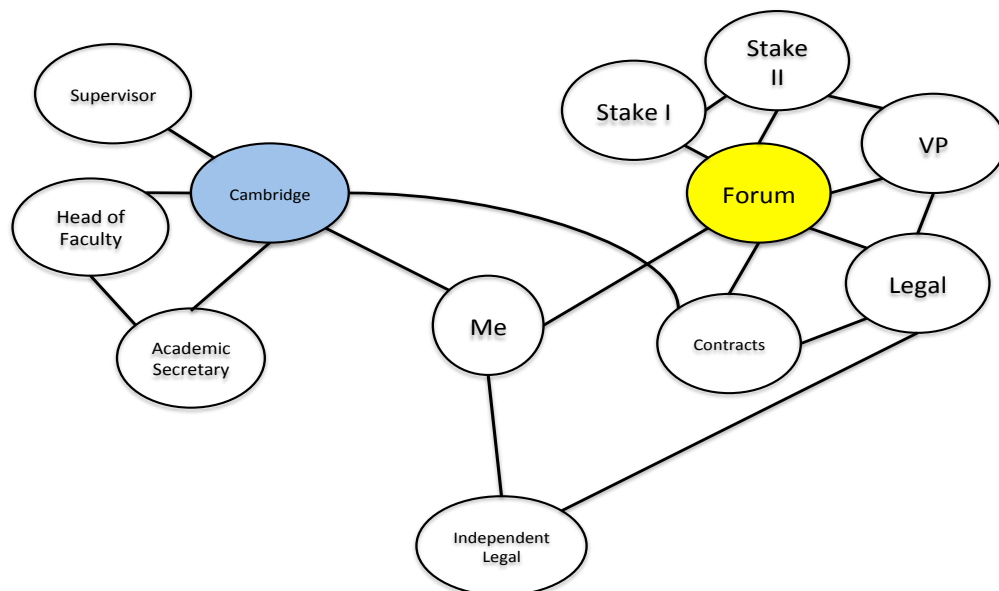 Stake
II
Supervisor
Stake I
VP
Cambridge
Forum
Head of
Faculty
Legal
Me
Contracts
Academic
Secretary
Independent
Legal